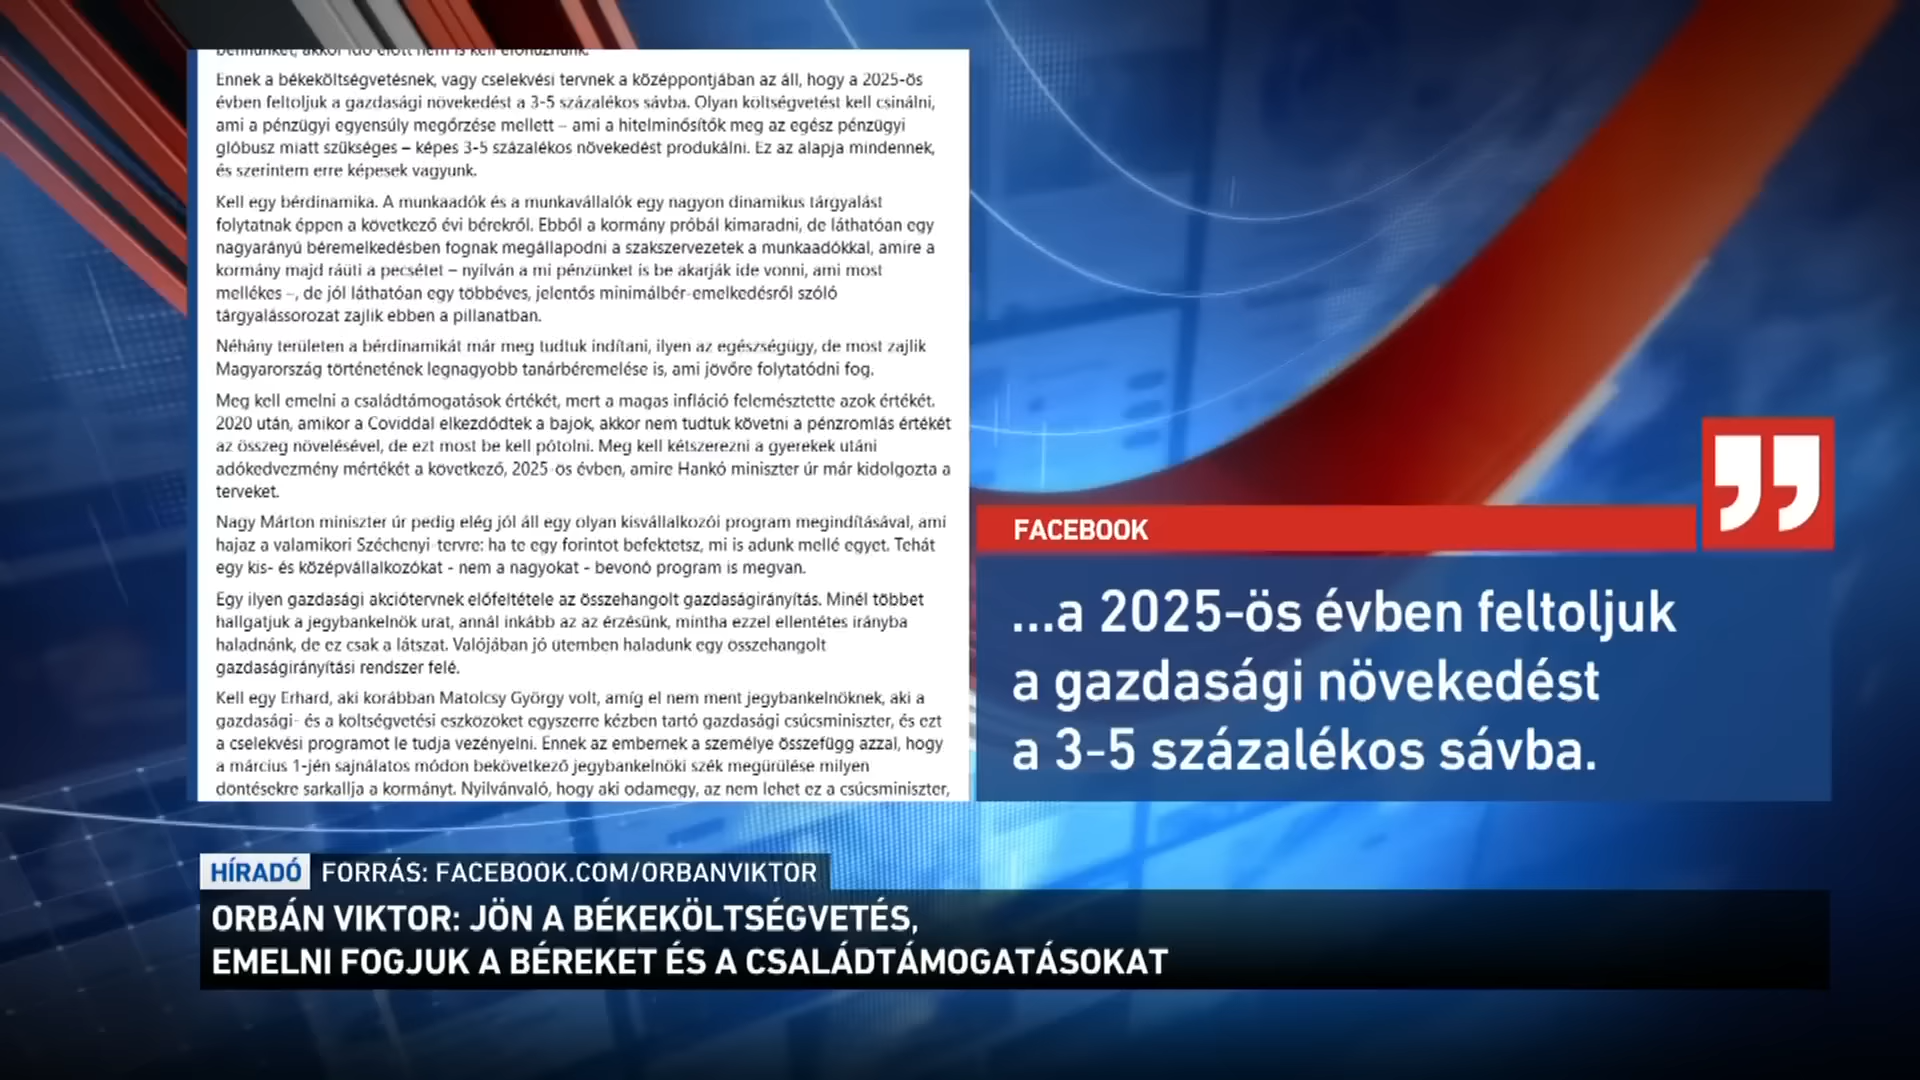 bennünket, akkor idő előtt nem is kell elhúznunk.
Ennek a békeköltségvetésnek, vagy cselekvési tervnek a középpontjában az áll, hogy a 2025-ös
évben feltoljuk a gazdasági növekedést a 3-5 százalékos sávba. Olyan költségvetést kell csinálni,
ami a pénzügyi egyensúly megőrzése mellett – ami a hitelminősítők meg az egész pénzügyi
glóbusz miatt szükséges – képes 3-5 százalékos növekedést produkálni. Ez az alapja mindennek,
és szerintem erre képesek vagyunk.
Kell egy bérdinamika. A munkaadók és a munkavállalók egy nagyon dinamikus tárgyalást
folytatnak éppen a következő évi bérekről. Ebből a kormány próbál kimaradni, de láthatóan egy
nagyarányú béremelkedésben fognak megállapodni a szakszervezetek a munkaadókkal, amire a
kormány majd ráüti a pecsétet – nyilván a mi pénzünket is be akarják ide vonni, ami most
mellékes –, de jól láthatóan egy többéves, jelentős minimálbér-emelkedésről szóló
tárgyalássorozat zajlik ebben a pillanatban.
Néhány területen a bérdinamikát már meg tudtuk indítani, ilyen az egészségügy, de most zajlik
Magyarország történetének legnagyobb tanárbéremelése is, ami jövőre folytatódni fog.
Meg kell emelni a családtámogatások értékét, mert a magas infláció felemésztette azok értékét.
2020 után, amikor a Coviddal elkezdődtek a bajok, akkor nem tudtuk követni a pénzromlás értékét
az összeg növelésével, de ezt most be kell pótolni. Meg kell kétszerezni a gyerekek utáni
adókedvezmény mértékét a következő, 2025-ös évben, amire Hankó miniszter úr már kidolgozta a
terveket.
Nagy Márton miniszter úr pedig elég jól áll egy olyan kisvállalkozói program megindításával, ami
hajaz a valamikori Széchenyi-tervre: ha te egy forintot befektetsz, mi is adunk mellé egyet. Tehát
egy kis- és középvállalkozókat - nem a nagyokat - bevonó program is megvan.
Egy ilyen gazdasági akciótervnek előfeltétele az összehangolt gazdaságirányítás. Minél többet
hallgatjuk a jegybankelnök urat, annál inkább az az érzésünk, mintha ezzel ellentétes irányba
haladnánk, de ez csak a látszat. Valójában jó ütemben haladunk egy összehangolt
gazdaságirányítási rendszer felé.
Kell egy Erhard, aki korábban Matolcsy György volt, amíg el nem ment jegybankelnöknek, aki a
gazdasági- és a költségvetési eszközöket egyszerre kézben tartó gazdasági csúcsminiszter, és ezt
a cselekvési programot le tudja vezényelni. Ennek az embernek a személye összefügg azzal, hogy
a március 1-jén sajnálatos módon bekövetkező jegybankelnöki szék megürülése milyen
döntésekre sarkallja a kormányt. Nyilvánvaló, hogy aki odamegy, az nem lehet ez a csúcsminiszter,
FACEBOOK
...a 2025-ös évben feltoljuk
a gazdasági növekedést
a 3-5 százalékos sávba.
HÍRADÓ FORRÁS: FACEBOOK.COM/ORBANVIKTOR
ORBÁN VIKTOR: JÖN A BÉKEKÖLTSÉGVETÉS,
EMELNI FOGJUK A BÉREKET ÉS A CSALÁDTÁMOGATÁSOKAT